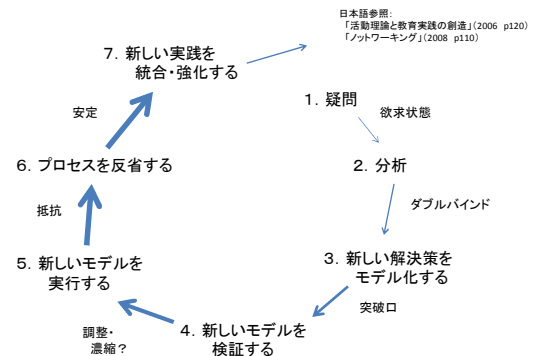 日本語参照:
「活動理論と教育実践の創造」(2006 p120)
「ノットワーキング」(2008 p110)
7. 新しい実践を
統合・強化する
1. 疑問
欲求状態
安定
2. 分析
6. プロセスを反省する
ダブルバインド
抵抗
3. 新しい解決策を
モデル化する
5. 新しいモデルを
実行する
突破口
4. 新しいモデルを
検証する
調整・
濃縮?